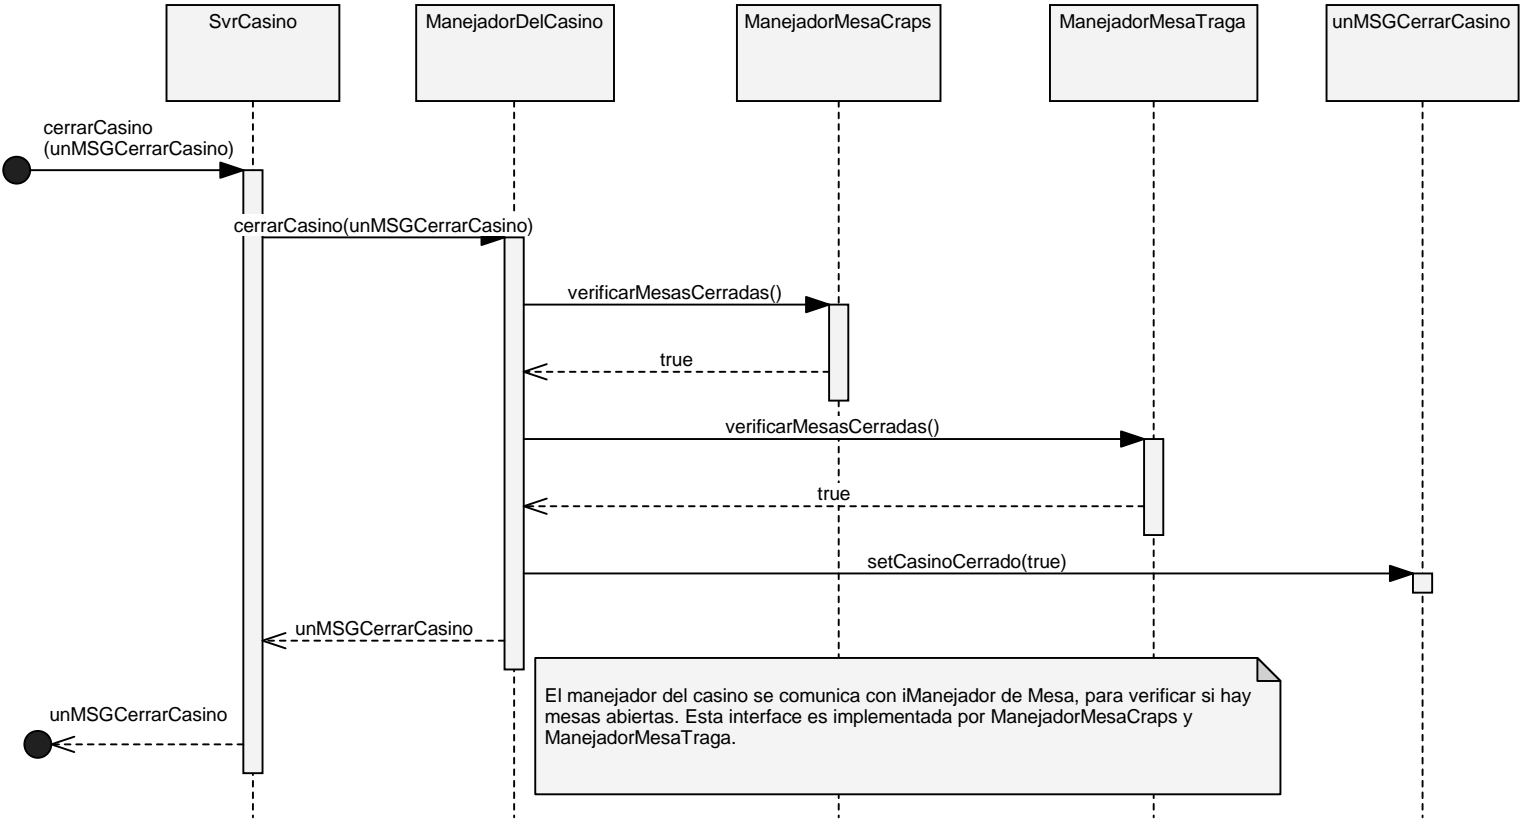 SvrCasino
ManejadorDelCasino
ManejadorMesaCraps
ManejadorMesaTraga
unMSGCerrarCasino
cerrarCasino
(unMSGCerrarCasino)
cerrarCasino(unMSGCerrarCasino)
verificarMesasCerradas()
true
verificarMesasCerradas()
true
setCasinoCerrado(true)
unMSGCerrarCasino
El manejador del casino se comunica con iManejador de Mesa, para verificar si hay
mesas abiertas. Esta interface es implementada por ManejadorMesaCraps y
ManejadorMesaTraga.
unMSGCerrarCasino